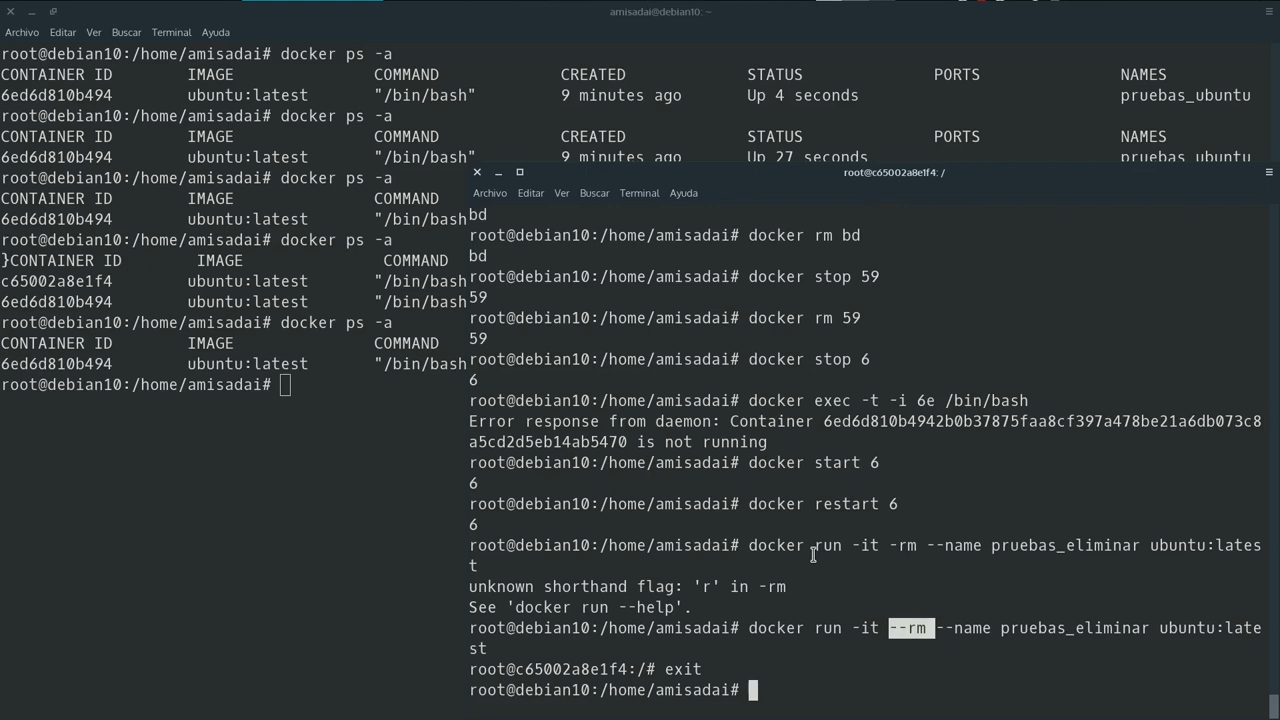 amisadai@debian10: ~
Archivo Editar Ver Buscar Terminal Ayuda
root@debian10:/home/amisadai# docker ps -a
CONTAINER ID IMAGE COMMAND CREATED STATUS PORTS NAMES
6ed6d810b494 ubuntu:latest "/bin/bash" 9 minutes ago Up 4 seconds pruebas_ubuntu
root@debian10:/home/amisadai# docker ps -a
CONTAINER ID IMAGE COMMAND CREATED STATUS PORTS NAMES
6ed6d810b494 ubuntu:latest "/bin/bash" 9 minutes ago Up 27 seconds pruebas_ubuntu
root@debian10:/home/amisadai# docker ps -a
CONTAINER ID IMAGE COMMAND
6ed6d810b494 ubuntu:latest "/bin/bash
root@debian10:/home/amisadai# docker ps -a
}CONTAINER ID IMAGE COMMAND
c65002a8e1f4 ubuntu:latest "/bin/bash
6ed6d810b494 ubuntu:latest "/bin/bash
root@debian10:/home/amisadai# docker ps -a
CONTAINER ID IMAGE COMMAND
6ed6d810b494 ubuntu:latest "/bin/bash
root@debian10:/home/amisadai#
root@c65002a8e1f4: /
Archivo Editar Ver Buscar Terminal Ayuda
bd
root@debian10:/home/amisadai# docker rm bd
bd
root@debian10:/home/amisadai# docker stop 59
59
root@debian10:/home/amisadai# docker rm 59
59
root@debian10:/home/amisadai# docker stop 6
6
root@debian10:/home/amisadai# docker exec -t -i 6e /bin/bash
Error response from daemon: Container 6ed6d810b4942b0b37875faa8cf397a478be21a6db073c8
a5cd2d5eb14ab5470 is not running
root@debian10:/home/amisadai# docker start 6
6
root@debian10:/home/amisadai# docker restart 6
6
root@debian10:/home/amisadai# docker run -it -rm --name pruebas_eliminar ubuntu:lates
t
unknown shorthand flag: 'r' in -rm
See 'docker run --help'.
root@debian10:/home/amisadai# docker run -it --rm --name pruebas_eliminar ubuntu:late
st
root@c65002a8e1f4:/# exit
root@debian10:/home/amisadai#